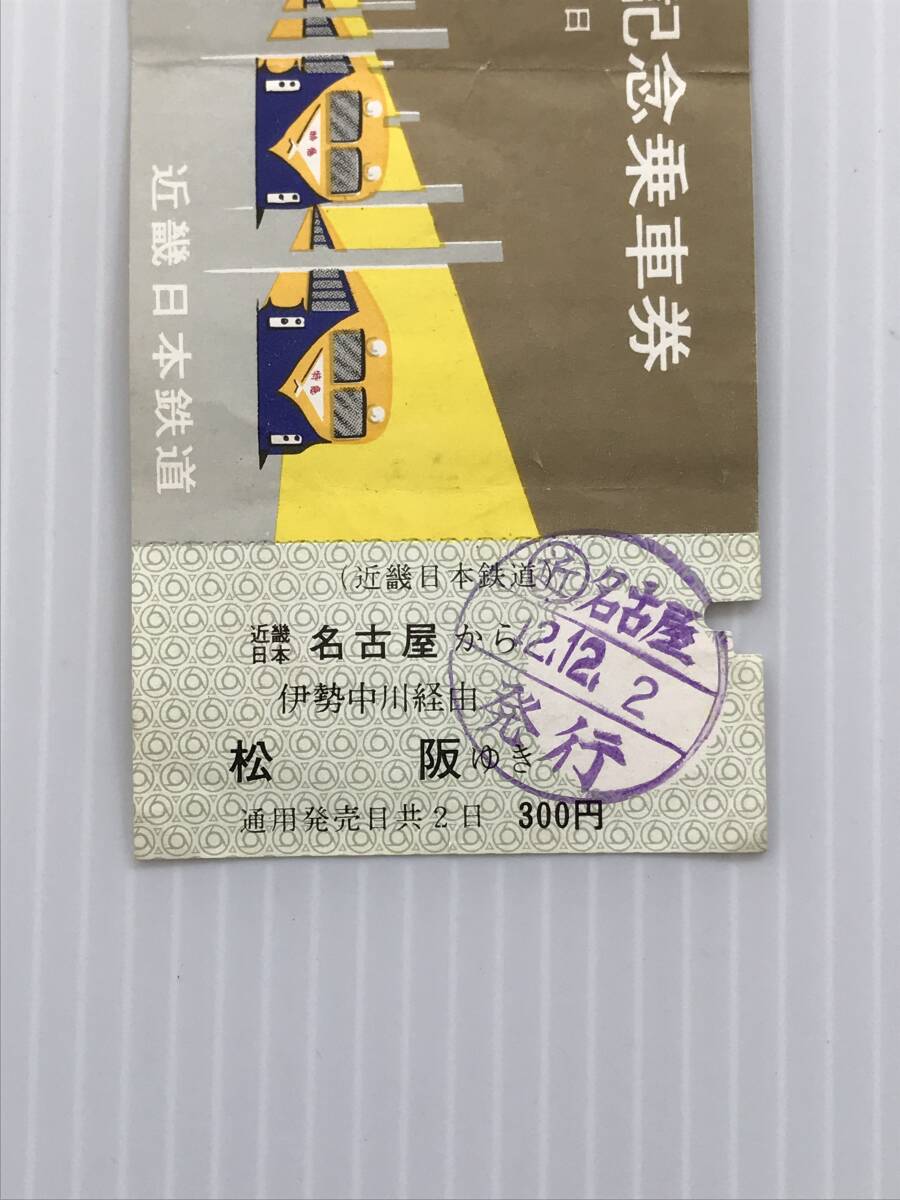 日
記念乗車券
特急
特急
近畿日本鉄道
(近畿日本鉄道)
近畿日本 名古屋から
伊勢中川経由
松阪ゆき
通用発売日共2日 300円
近 名古屋
42.12.2
発行